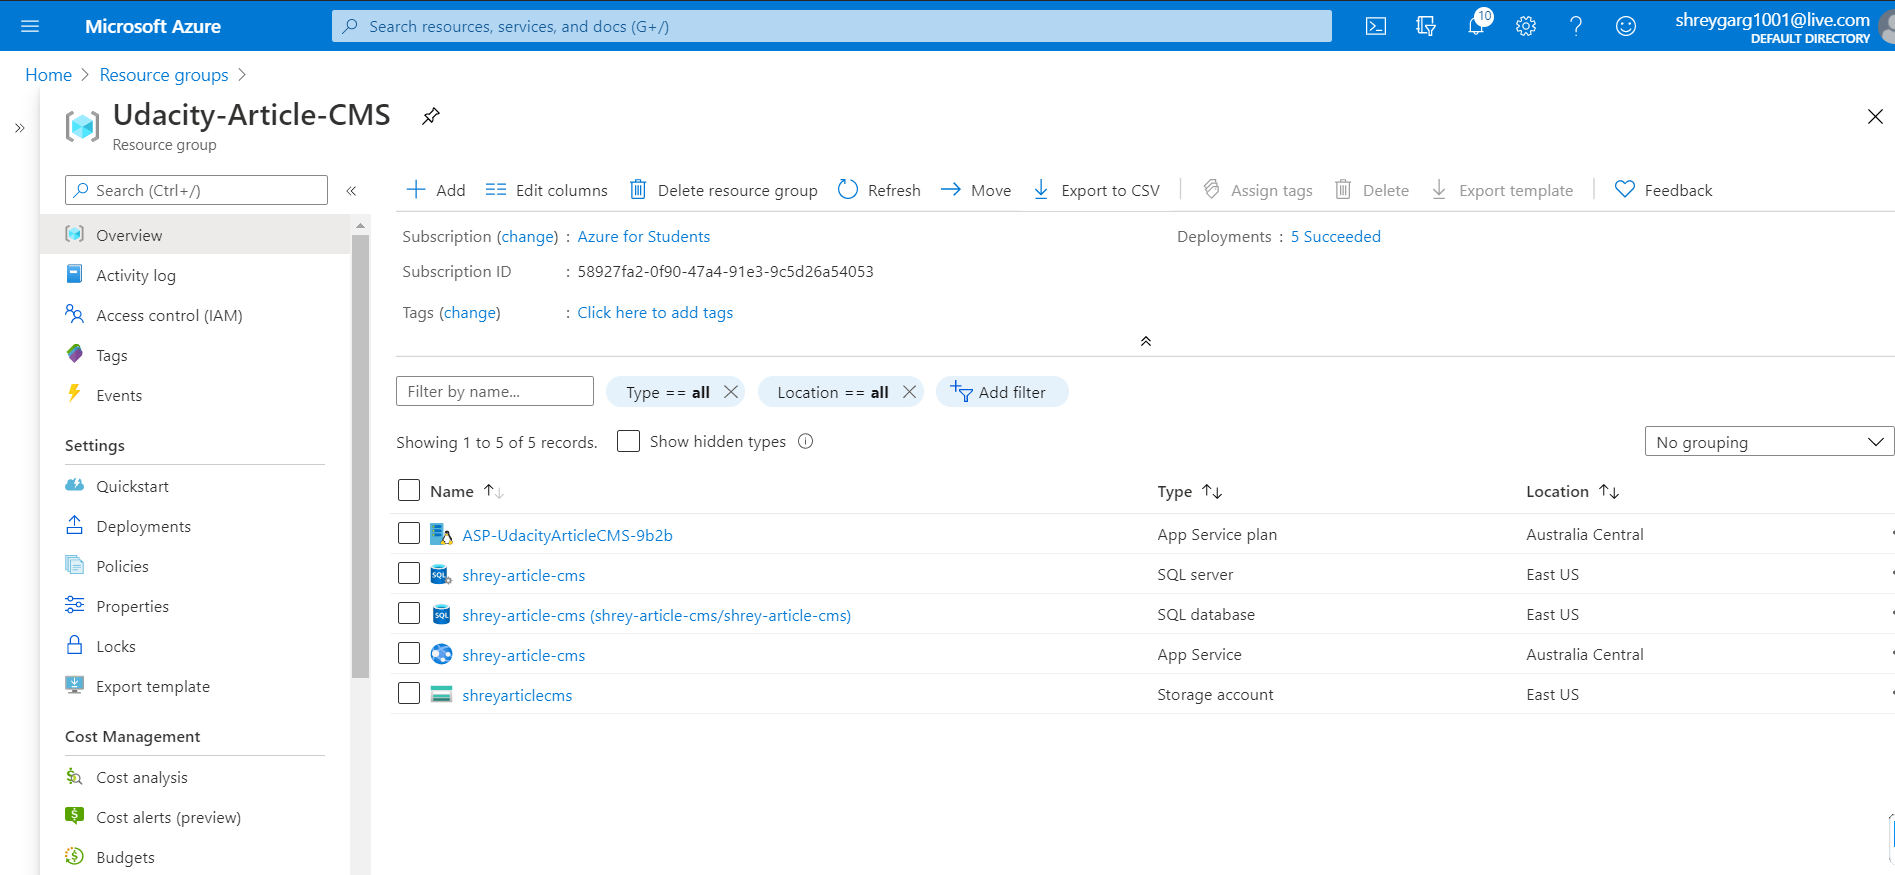 Microsoft Azure
Search resources, services, and docs (G+/)
10
shreygarg1001@live.com
DEFAULT DIRECTORY
Home > Resource groups >
Udacity-Article-CMS
Resource group
Search (Ctrl+/)
Overview
Activity log
Access control (IAM)
Tags
Events
Settings
Quickstart
Deployments
Policies
Properties
Locks
Export template
Cost Management
Cost analysis
Cost alerts (preview)
Budgets
Add Edit columns Delete resource group Refresh Move Export to CSV Assign tags Delete Export template Feedback
Subscription (change) : Azure for Students
Deployments : 5 Succeeded
Subscription ID : 58927fa2-0f90-47a4-91e3-9c5d26a54053
Tags (change) : Click here to add tags
Filter by name... Type == all Location == all Add filter
Showing 1 to 5 of 5 records. Show hidden types No grouping
Name Type Location
ASP-UdacityArticleCMS-9b2b App Service plan Australia Central
shrey-article-cms SQL server East US
shrey-article-cms (shrey-article-cms/shrey-article-cms) SQL database East US
shrey-article-cms App Service Australia Central
shreyarticlecms Storage account East US